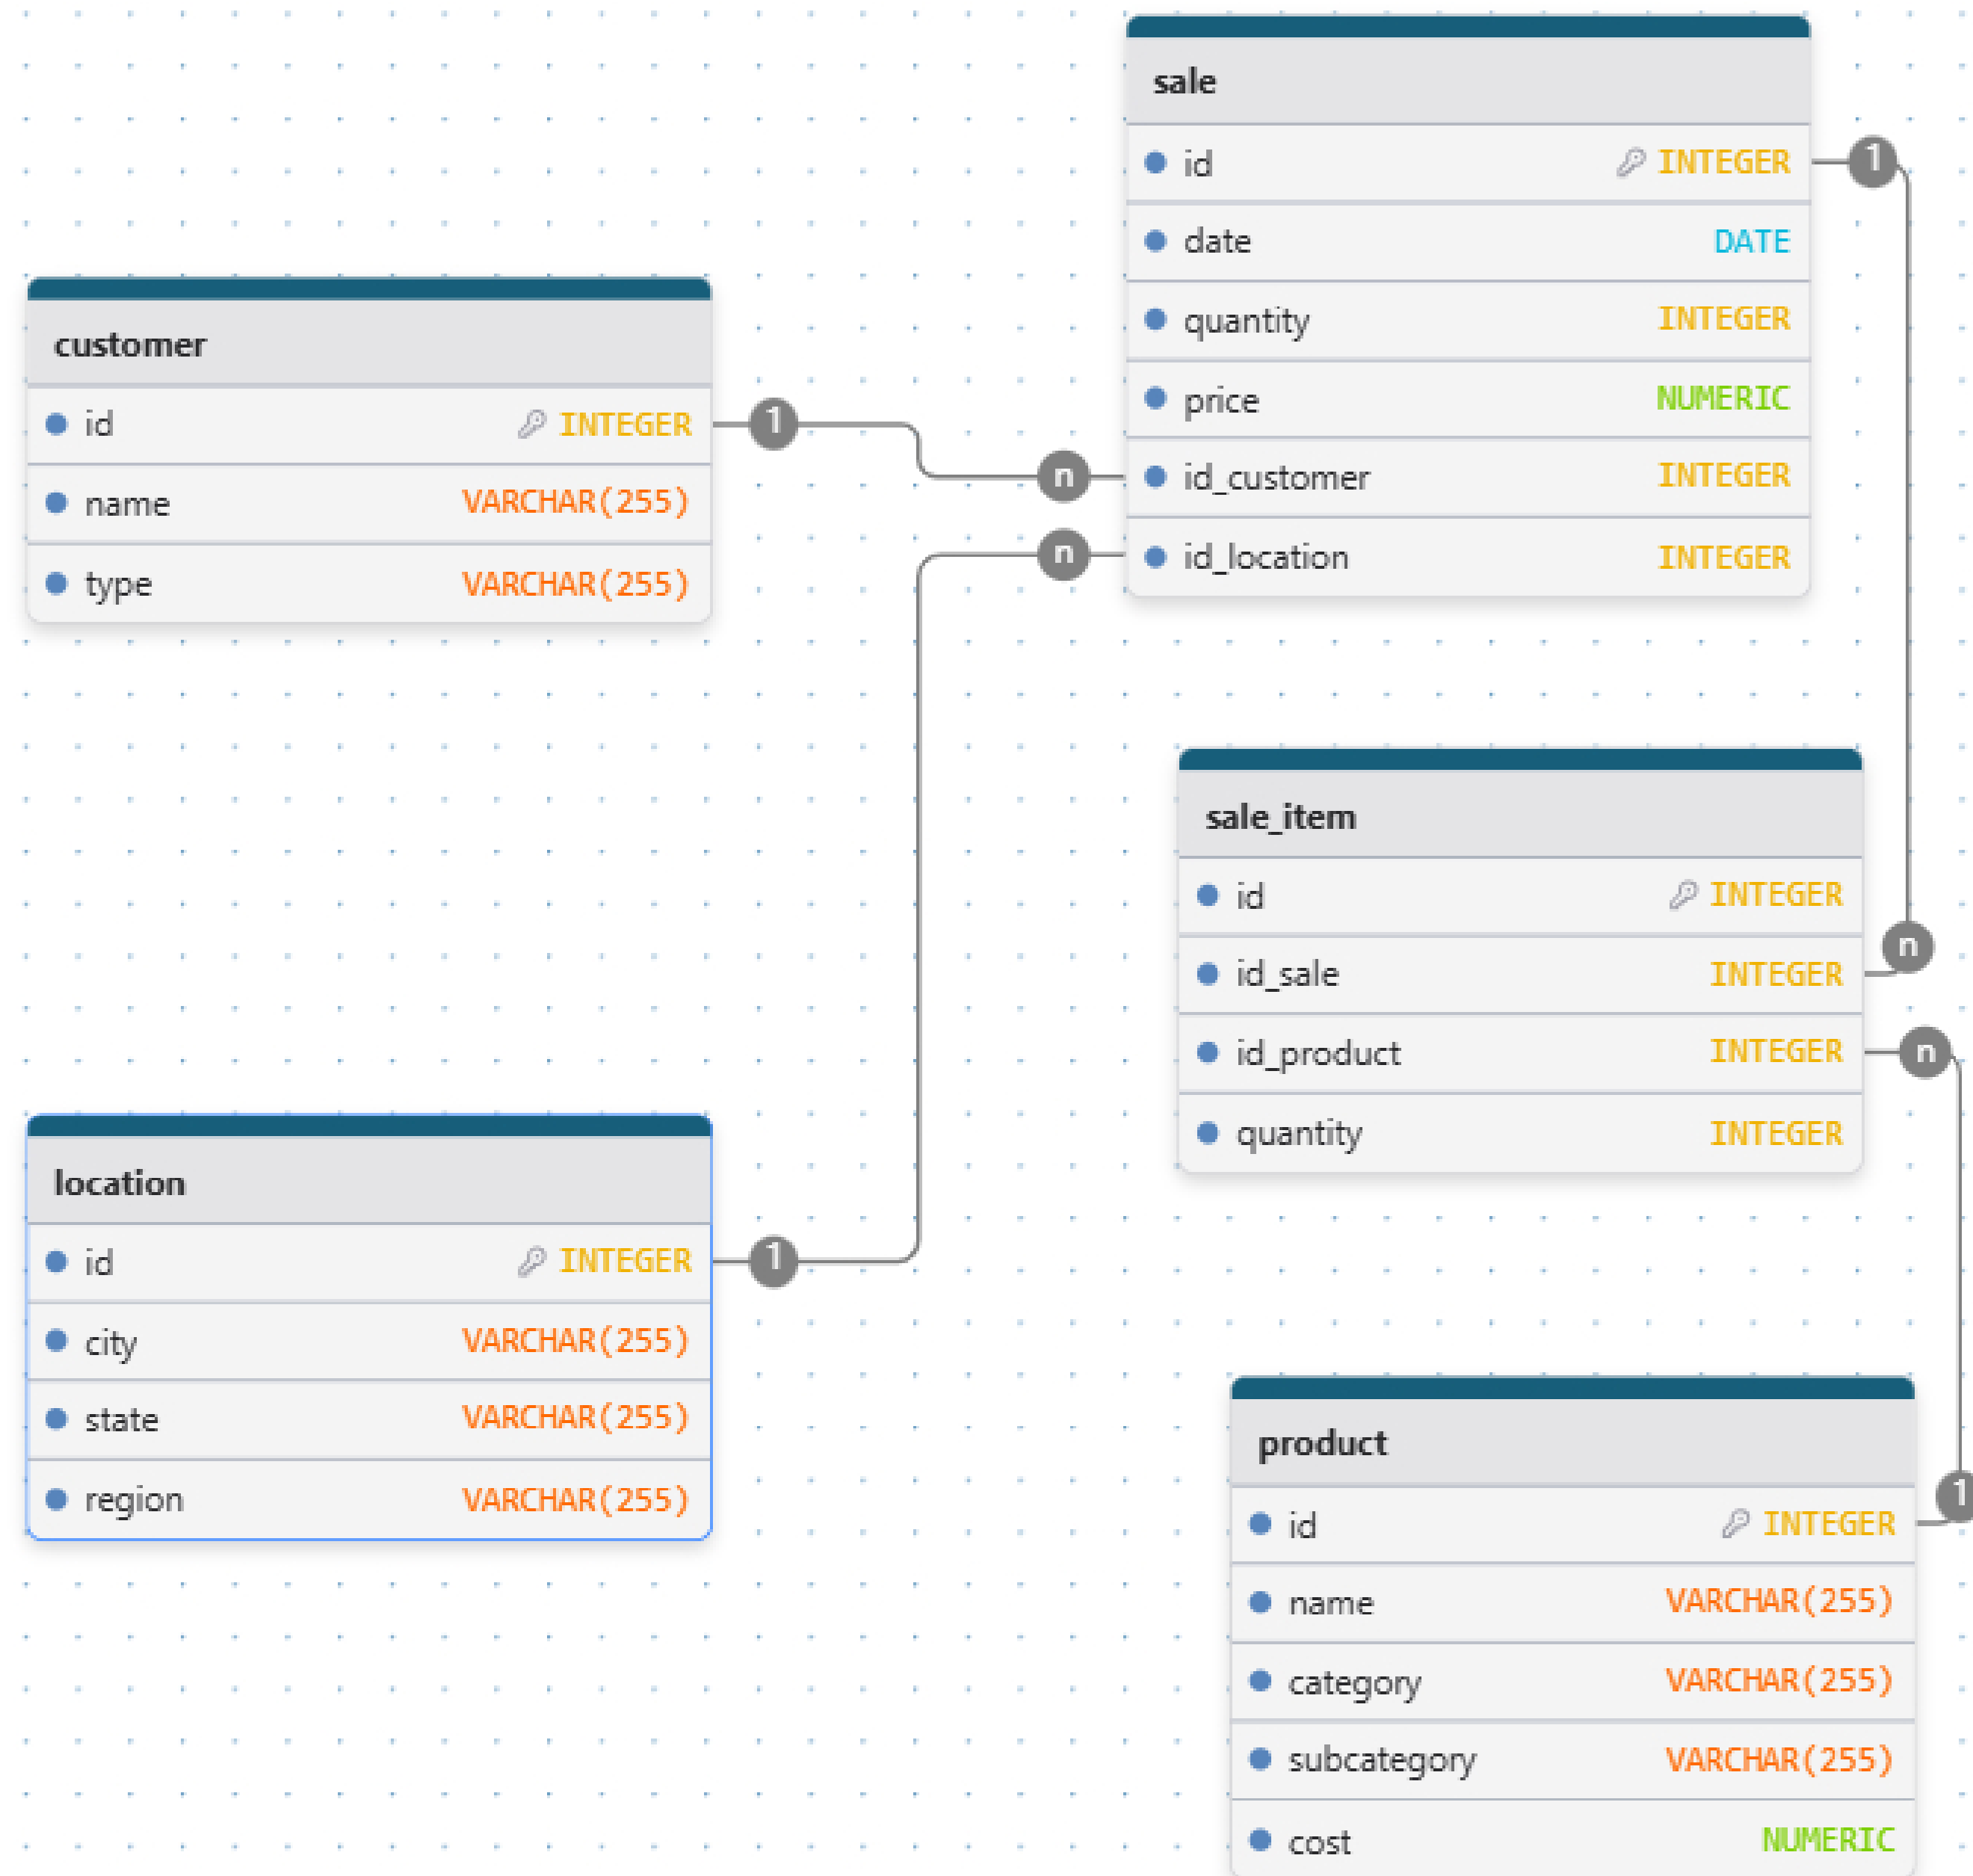 sale
id INTEGER
date DATE
quantity INTEGER
price NUMERIC
id_customer INTEGER
id_location INTEGER
1
customer
id INTEGER
name VARCHAR(255)
type VARCHAR(255)
1
n
n
sale_item
id INTEGER
id_sale INTEGER
id_product INTEGER
quantity INTEGER
n
n
location
id INTEGER
city VARCHAR(255)
state VARCHAR(255)
region VARCHAR(255)
1
product
id INTEGER
name VARCHAR(255)
category VARCHAR(255)
subcategory VARCHAR(255)
cost NUMERIC
1